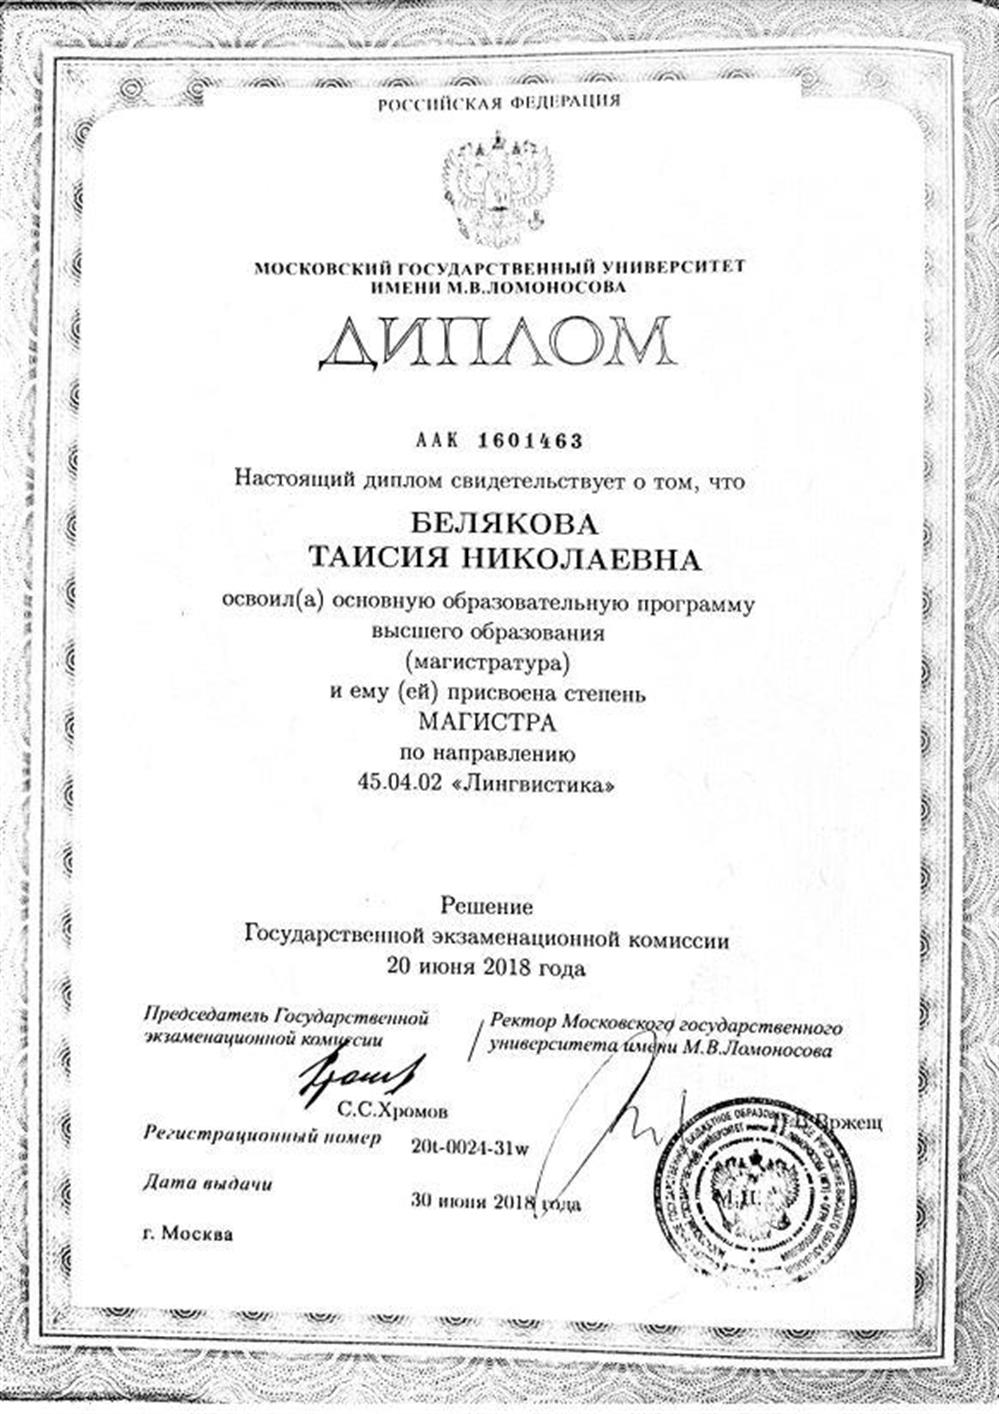 РОССИЙСКАЯ ФЕДЕРАЦИЯ
МОСКОВСКИЙ ГОСУДАРСТВЕННЫЙ УНИВЕРСИТЕТ
ИМЕНИ М.В.ЛОМОНОСОВА
ДИПЛОМ
ААК 1601463
Настоящий диплом свидетельствует о том, что
БЕЛЯКОВА
ТАИСИЯ НИКОЛАЕВНА
освоил(а) основную образовательную программу
высшего образования
(магистратура)
и ему (ей) присвоена степень
МАГИСТРА
по направлению
45.04.02 «Лингвистика»
Решение
Государственной экзаменационной комиссии
20 июня 2018 года
Председатель Государственной
экзаменационной комиссии
С.С.Хромов
Ректор Московского государственного
университета имени М.В.Ломоносова
Вржещ
Регистрационный номер 20t-0024-31w
Дата выдачи 30 июня 2018 года
М.П.
г. Москва